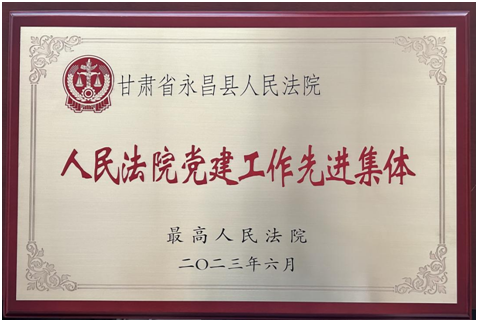 甘肃省永昌县人民法院
人民法院党建工作先进集体
最高人民法院
二〇二三年六月